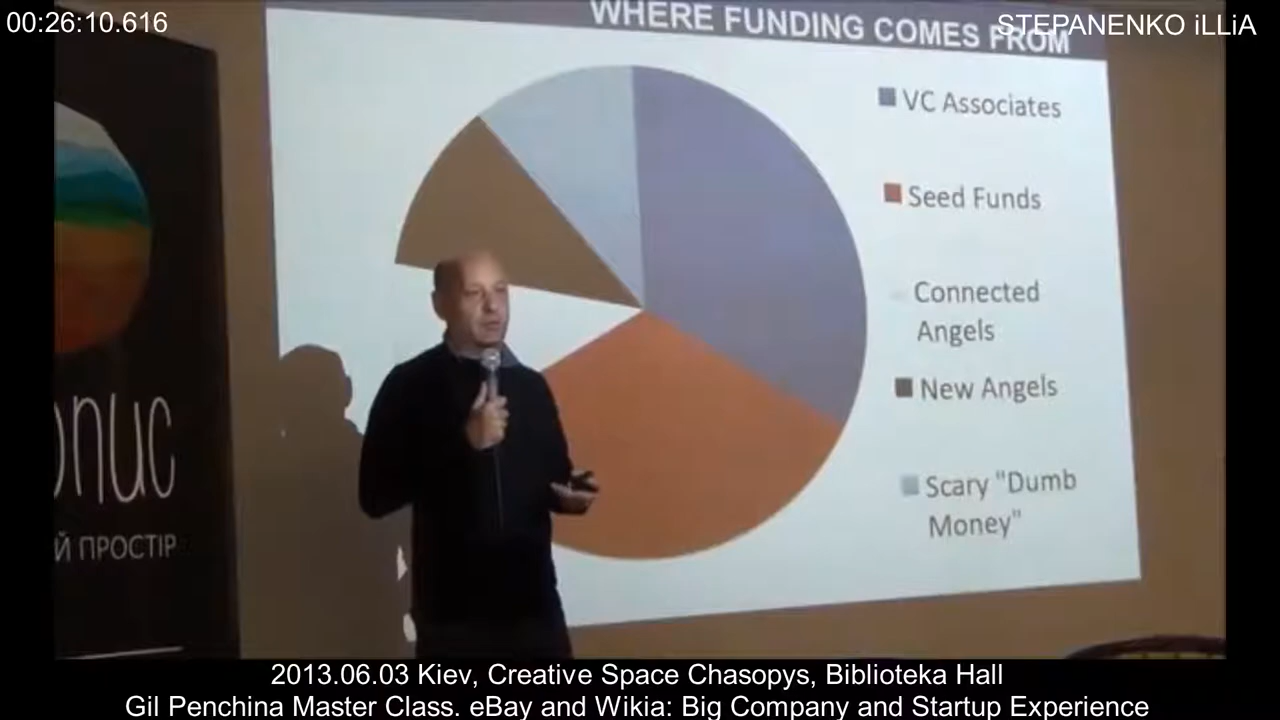 00:26:10.616
STEPANENKO iLLiA
WHERE FUNDING COMES FROM
VC Associates
Seed Funds
Connected
Angels
New Angels
Scary "Dumb
Money"
опис
Й ПРОСТІР
2013.06.03 Kiev, Creative Space Chasopys, Biblioteka Hall
Gil Penchina Master Class. eBay and Wikia: Big Company and Startup Experience